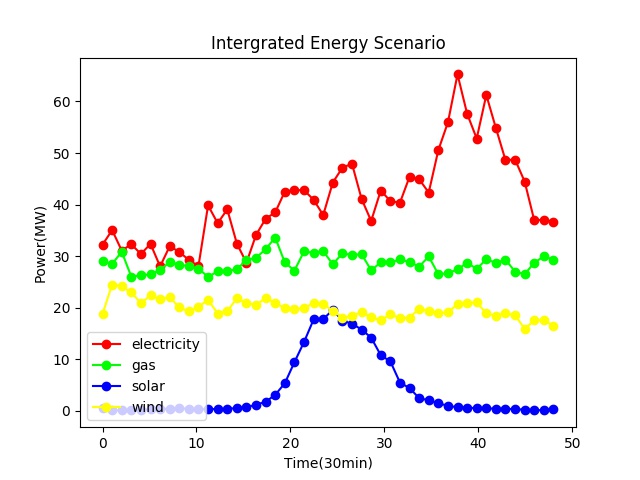 Intergrated Energy Scenario
Power(MW)
60
50
40
30
20
10
0
electricity
gas
solar
wind
0 10 20 30 40 50
Time(30min)